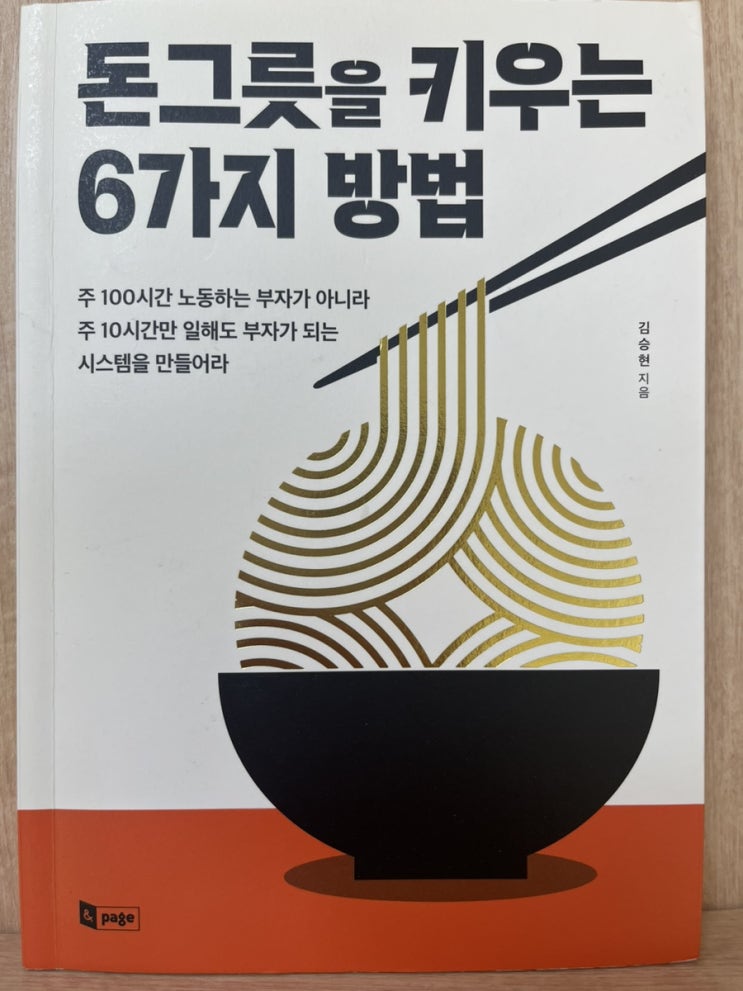 돈그릇을 키우는
6가지 방법
주 100시간 노동하는 부자가 아니라
주 10시간만 일해도 부자가 되는
시스템을 만들어라
김승현 지음
& page